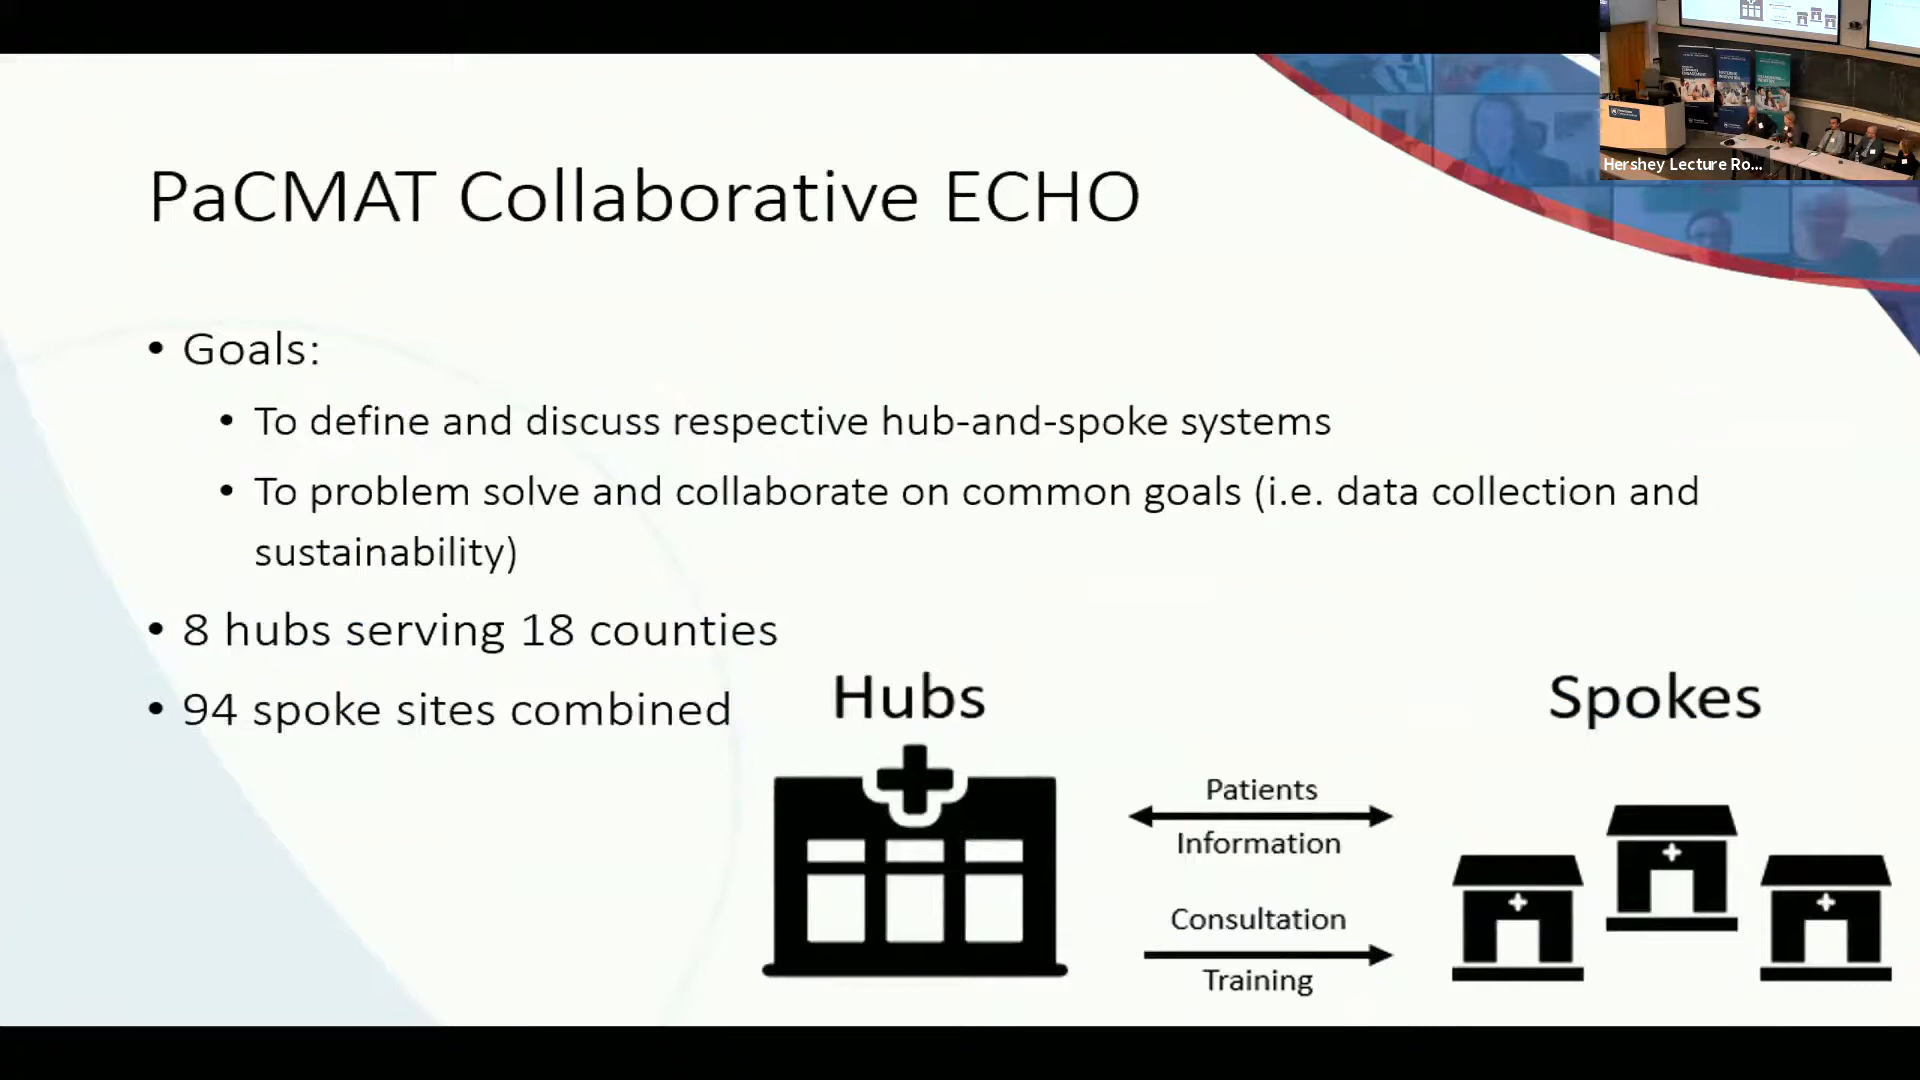 Hershey Lecture Ro...
PaCMAT Collaborative ECHO
• Goals:
• To define and discuss respective hub-and-spoke systems
• To problem solve and collaborate on common goals (i.e. data collection and
sustainability)
• 8 hubs serving 18 counties
• 94 spoke sites combined
Hubs
Spokes
Patients
Information
Consultation
Training